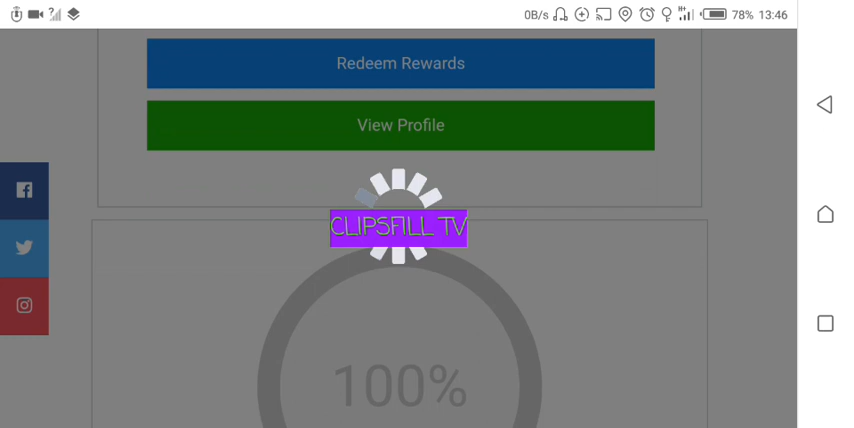 0B/s 78% 13:46
Redeem Rewards
View Profile
CLIPSFILL TV
100%